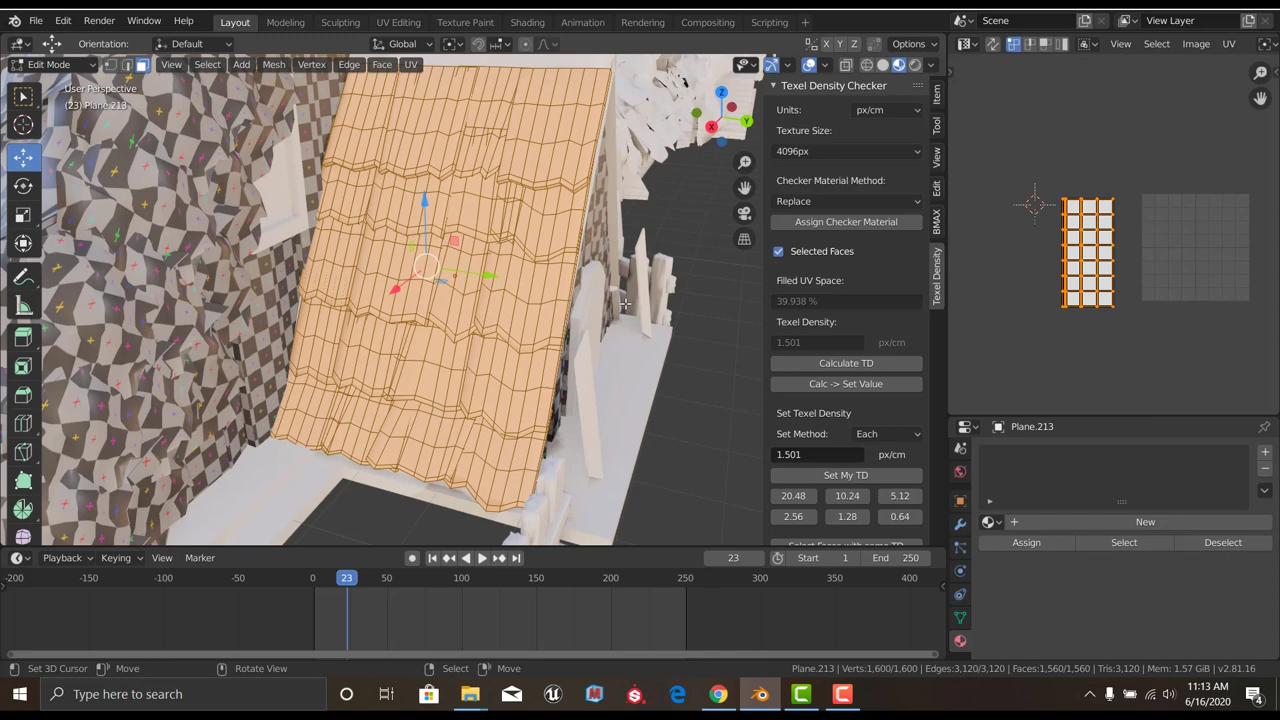 File Edit Render Window Help Layout Modeling Sculpting UV Editing Texture Paint Shading Animation Rendering Compositing Scripting + Scene View Layer
Orientation: Default Global X Y Z Options View Select Image UV
Edit Mode View Select Add Mesh Vertex Edge Face UV
User Perspective
(23) Plane.213
Z
Y
X
Texel Density Checker
Units: px/cm
Texture Size:
4096px
Checker Material Method:
Replace
Assign Checker Material
Selected Faces
Filled UV Space:
39.938 %
Texel Density:
1.501 px/cm
Calculate TD
Calc -> Set Value
Set Texel Density
Set Method: Each
1.501 px/cm
Set My TD
20.48 10.24 5.12
2.56 1.28 0.64
Select Faces with same TD
Item
Tool
View
Edit
BMAX
Texel Density
Plane.213
+ New
Assign Select Deselect
Playback Keying View Marker 23 Start 1 End 250
-200 -150 -100 -50 0 23 50 100 150 200 250 300 350 400
Set 3D Cursor Move Rotate View Select Move Plane.213 | Verts:1,600/1,600 | Edges:3,120/3,120 | Faces:1,560/1,560 | Tris:3,120 | Mem: 1.57 GiB | v2.81.16
Type here to search
11:13 AM
6/16/2020
4